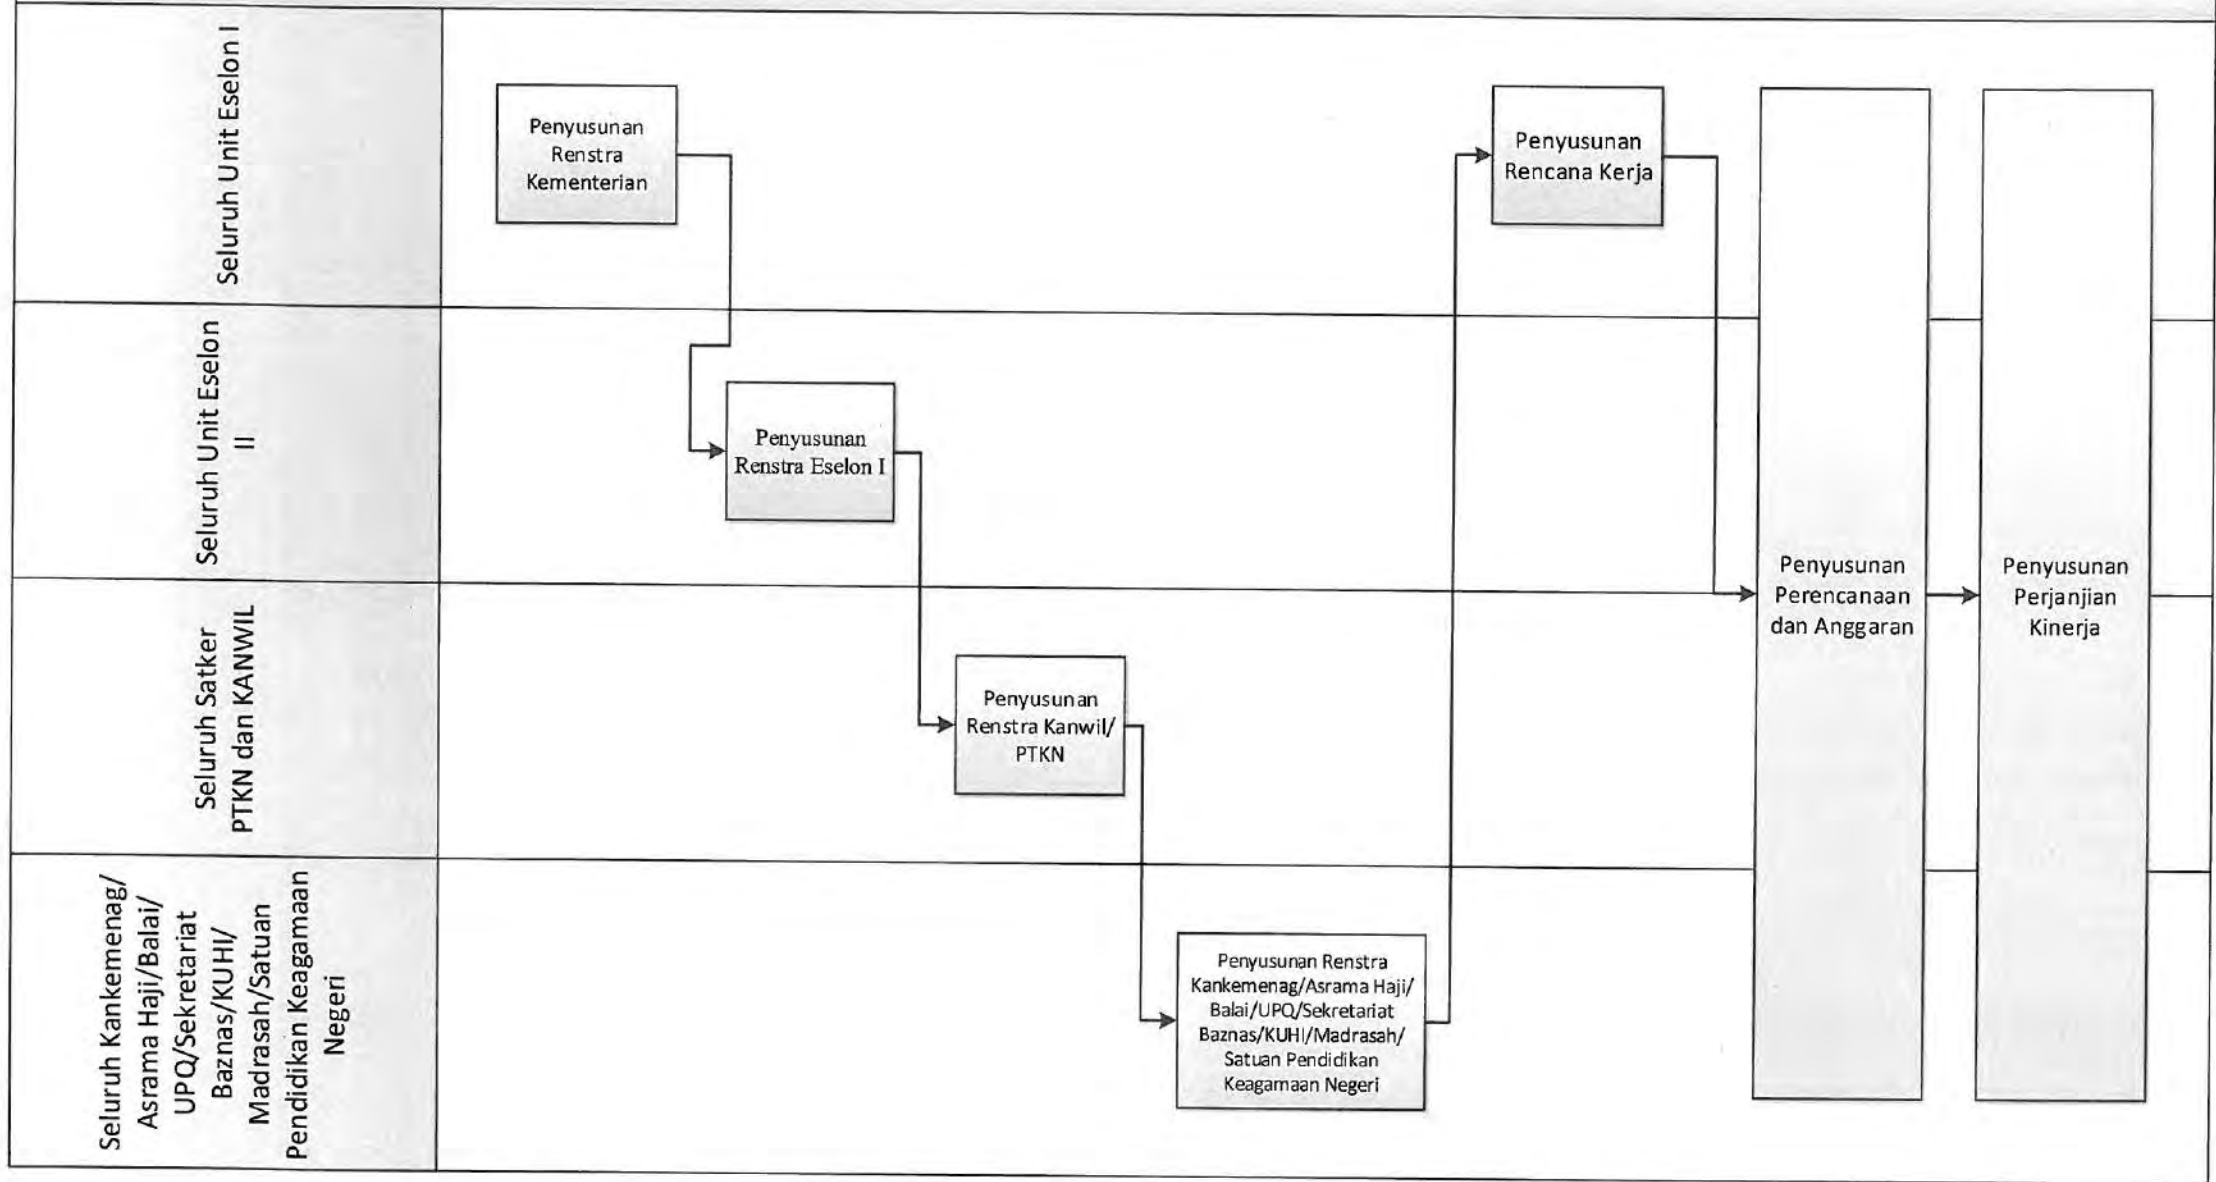 Seluruh Unit Eselon I
Penyusunan
Renstra
Kementerian
Penyusunan
Rencana Kerja
Seluruh Unit Eselon
II
Penyusunan
Renstra Eselon I
Seluruh Satker
PTKN dan KANWIL
Penyusunan
Renstra Kanwil/
PTKN
Seluruh Kankemenag/
Asrama Haji/Balai/
UPQ/Sekretariat
Baznas/KUHI/
Madrasah/Satuan
Pendidikan Keagamaan
Negeri
Penyusunan Renstra
Kankemenag/Asrama Haji/
Balai/UPQ/Sekretariat
Baznas/KUHI/Madrasah/
Satuan Pendidikan
Keagamaan Negeri
Penyusunan
Perencanaan
dan Anggaran
Penyusunan
Perjanjian
Kinerja